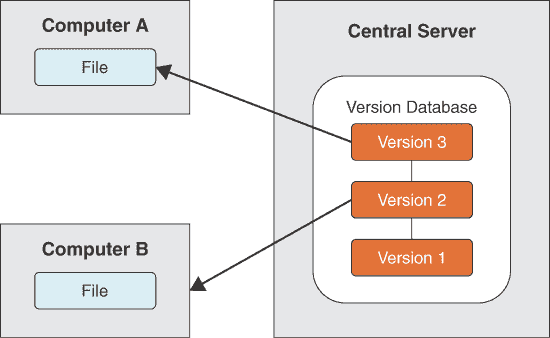 Computer A
File
Central Server
Version Database
Version 3
Version 2
Version 1
Computer B
File